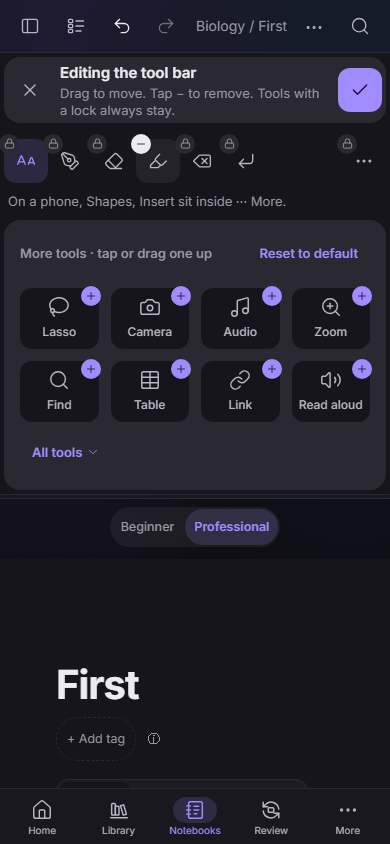 Biology / First
Editing the tool bar
Drag to move. Tap − to remove. Tools with
a lock always stay.
AA
On a phone, Shapes, Insert sit inside ··· More.
More tools · tap or drag one up
Reset to default
Lasso
Camera
Audio
Zoom
Find
Table
Link
Read aloud
All tools
Beginner
Professional
First
+ Add tag
Home
Library
Notebooks
Review
More